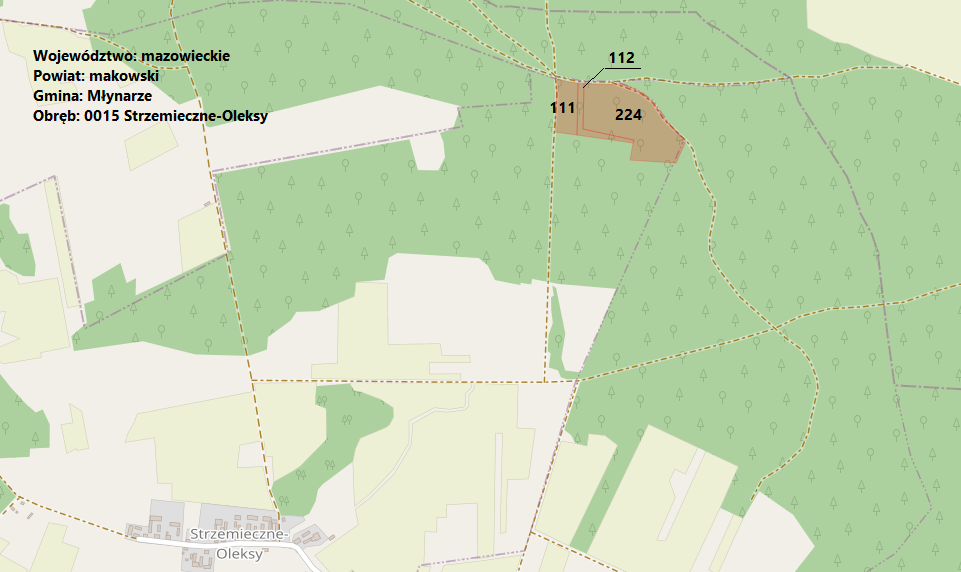 Województwo: mazowieckie
Powiat: makowski
Gmina: Młynarze
Obręb: 0015 Strzemieczne-Oleksy
112
111
224
Strzemieczne-
Oleksy